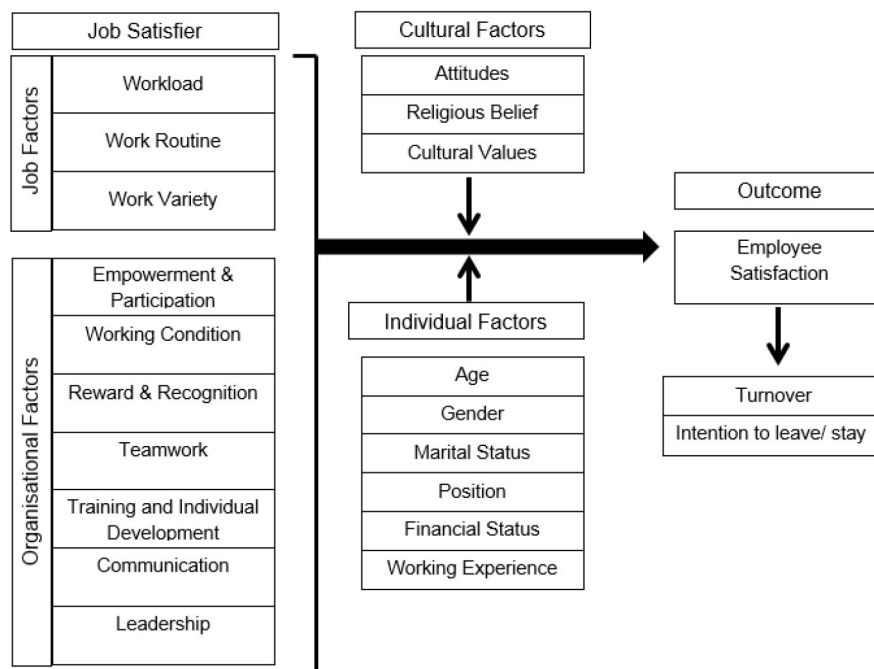 Job Satisfier
Job Factors
Workload
Work Routine
Work Variety
Organisational Factors
Empowerment &
Participation
Working Condition
Reward & Recognition
Teamwork
Training and Individual
Development
Communication
Leadership
Cultural Factors
Attitudes
Religious Belief
Cultural Values
Individual Factors
Age
Gender
Marital Status
Position
Financial Status
Working Experience
Outcome
Employee
Satisfaction
Turnover
Intention to leave/ stay